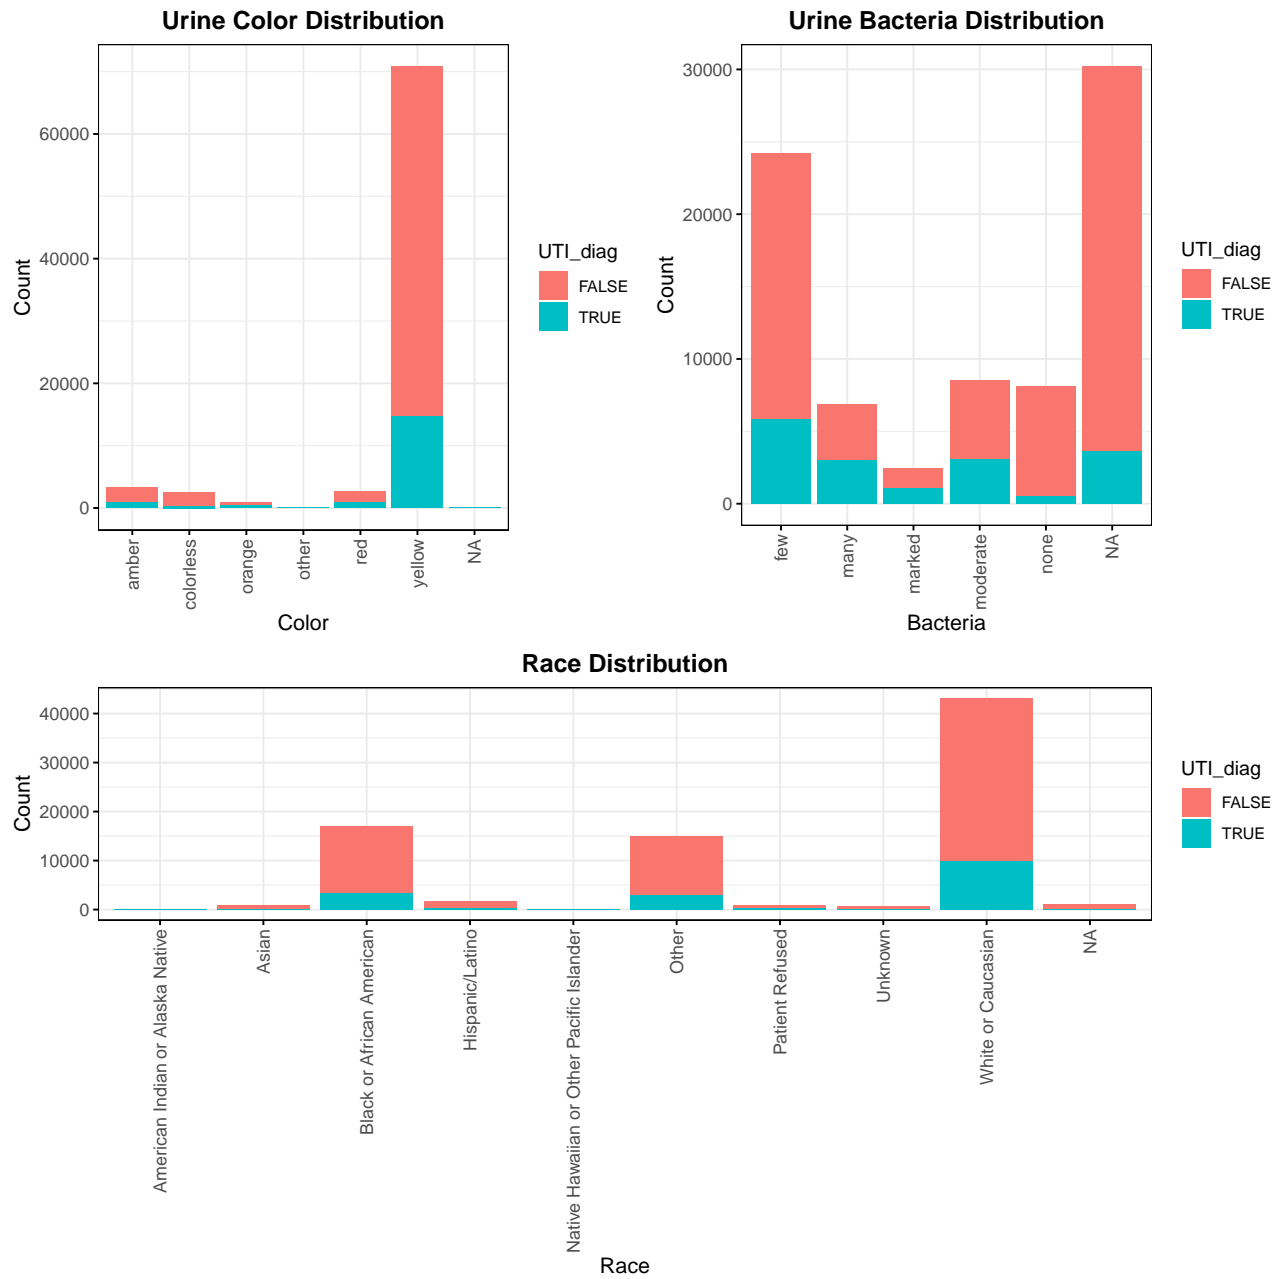 Urine Color Distribution
60000
40000
20000
0
Count
amber
colorless
orange
other
red
yellow
NA
Color
UTI_diag
FALSE
TRUE
Urine Bacteria Distribution
30000
20000
10000
0
Count
few
many
marked
moderate
none
NA
Bacteria
UTI_diag
FALSE
TRUE
Race Distribution
40000
30000
20000
10000
0
Count
American Indian or Alaska Native
Asian
Black or African American
Hispanic/Latino
Native Hawaiian or Other Pacific Islander
Other
Patient Refused
Unknown
White or Caucasian
NA
Race
UTI_diag
FALSE
TRUE